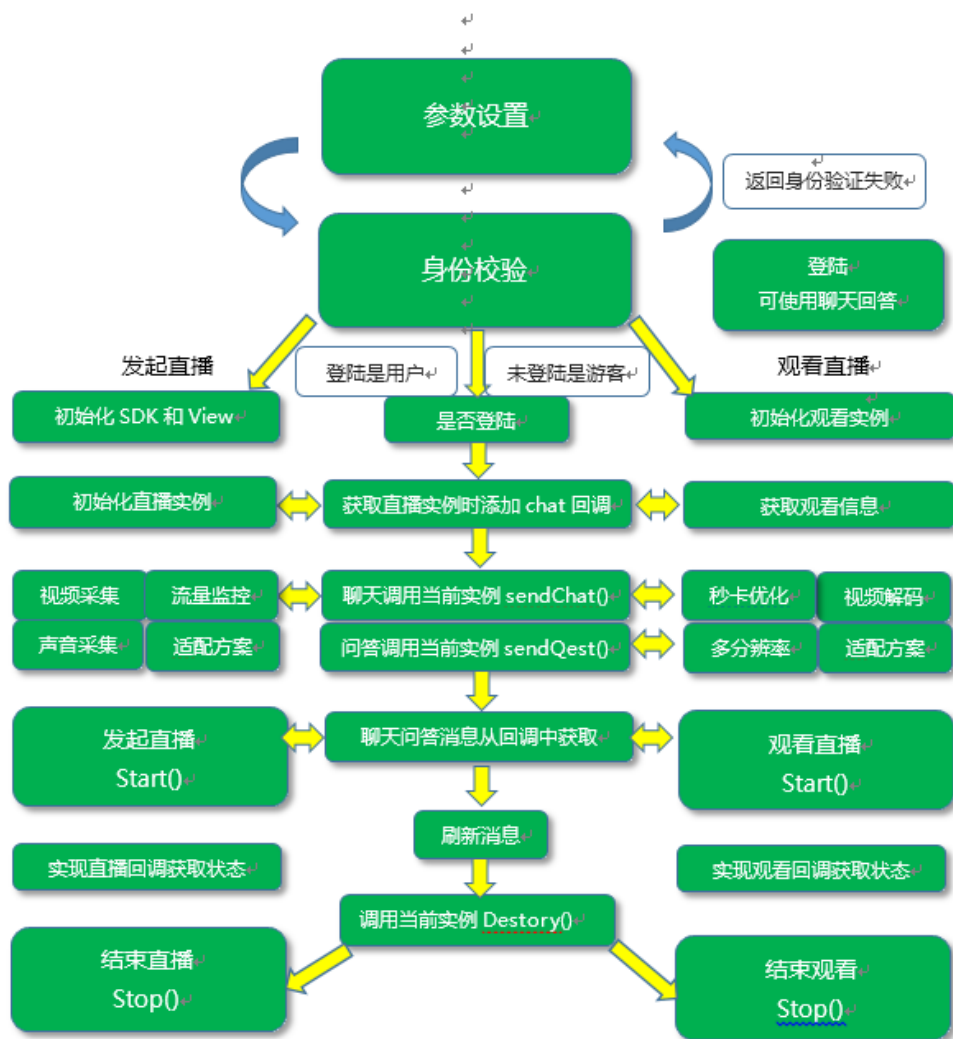 参数设置
返回身份验证失败
身份校验
登陆
可使用聊天回答
发起直播
登陆是用户
未登陆是游客
观看直播
初始化 SDK 和 View
是否登陆
初始化观看实例
初始化直播实例
获取直播实例时添加 chat 回调
获取观看信息
视频采集
流量监控
聊天调用当前实例 sendChat()
秒卡优化
视频解码
声音采集
适配方案
问答调用当前实例 sendQest()
多分辨率
适配方案
发起直播
Start()
聊天问答消息从回调中获取
观看直播
Start()
刷新消息
实现直播回调获取状态
实现观看回调获取状态
调用当前实例 Destory()
结束直播
Stop()
结束观看
Stop()